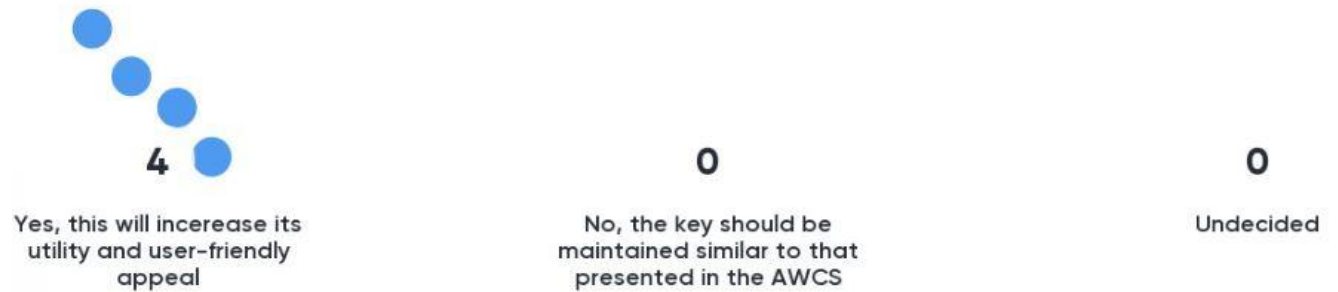 4
Yes, this will incerease its
utility and user-friendly
appeal
0
No, the key should be
maintained similar to that
presented in the AWCS
0
Undecided